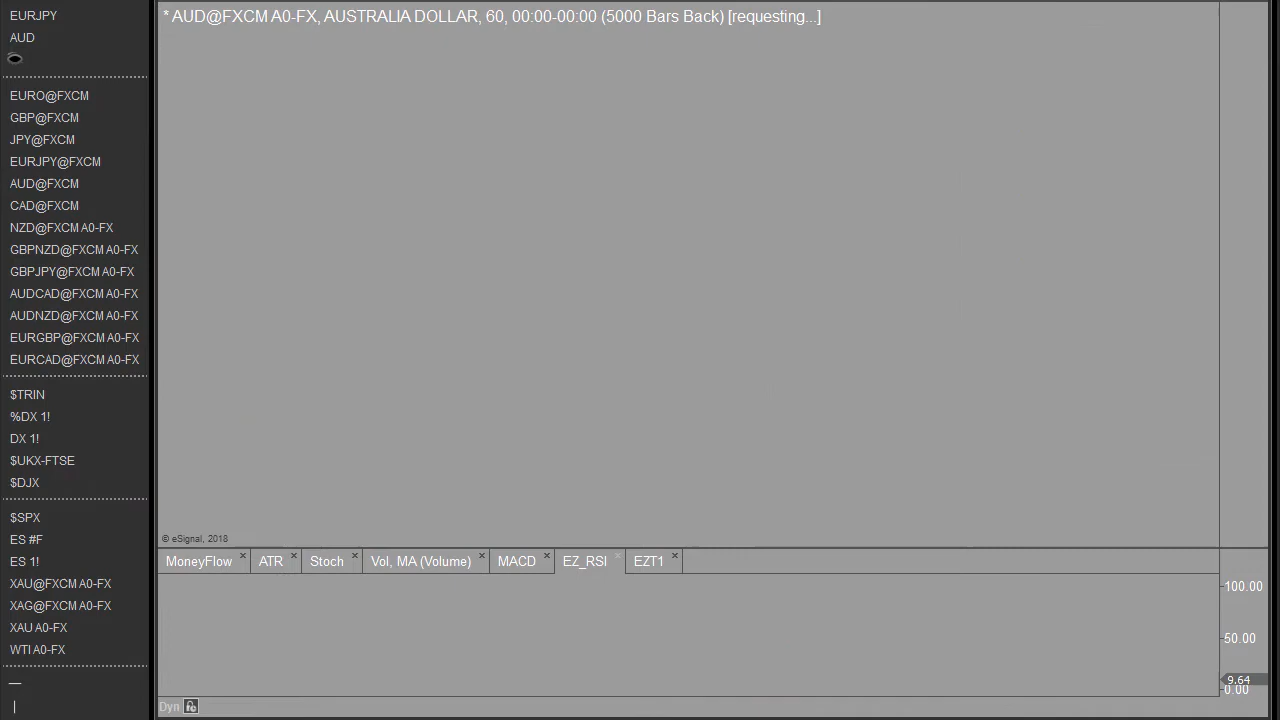 EURJPY
AUD
EURO@FXCM
GBP@FXCM
JPY@FXCM
EURJPY@FXCM
AUD@FXCM
CAD@FXCM
NZD@FXCM A0-FX
GBPNZD@FXCM A0-FX
GBPJPY@FXCM A0-FX
AUDCAD@FXCM A0-FX
AUDNZD@FXCM A0-FX
EURGBP@FXCM A0-FX
EURCAD@FXCM A0-FX
$TRIN
%DX 1!
DX 1!
$UKX-FTSE
$DJX
$SPX
ES #F
ES 1!
XAU@FXCM A0-FX
XAG@FXCM A0-FX
XAU A0-FX
WTI A0-FX
* AUD@FXCM A0-FX, AUSTRALIA DOLLAR, 60, 00:00-00:00 (5000 Bars Back) [requesting...]
© eSignal, 2018
MoneyFlow ATR Stoch Vol, MA (Volume) MACD EZ_RSI EZT1
100.00
50.00
9.64
0.00
Dyn